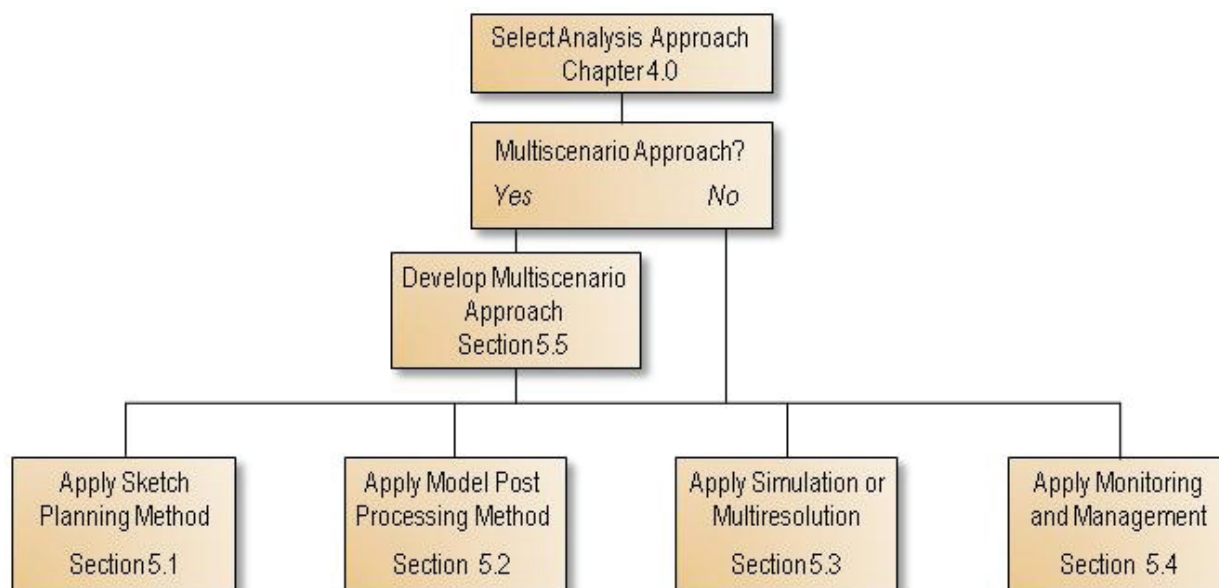 Select Analysis Approach
Chapter 4.0
Multiscenario Approach?
Yes No
Develop Multiscenario
Approach
Section 5.5
Apply Sketch
Planning Method
Section 5.1
Apply Model Post
Processing Method
Section 5.2
Apply Simulation or
Multiresolution
Section 5.3
Apply Monitoring
and Management
Section 5.4